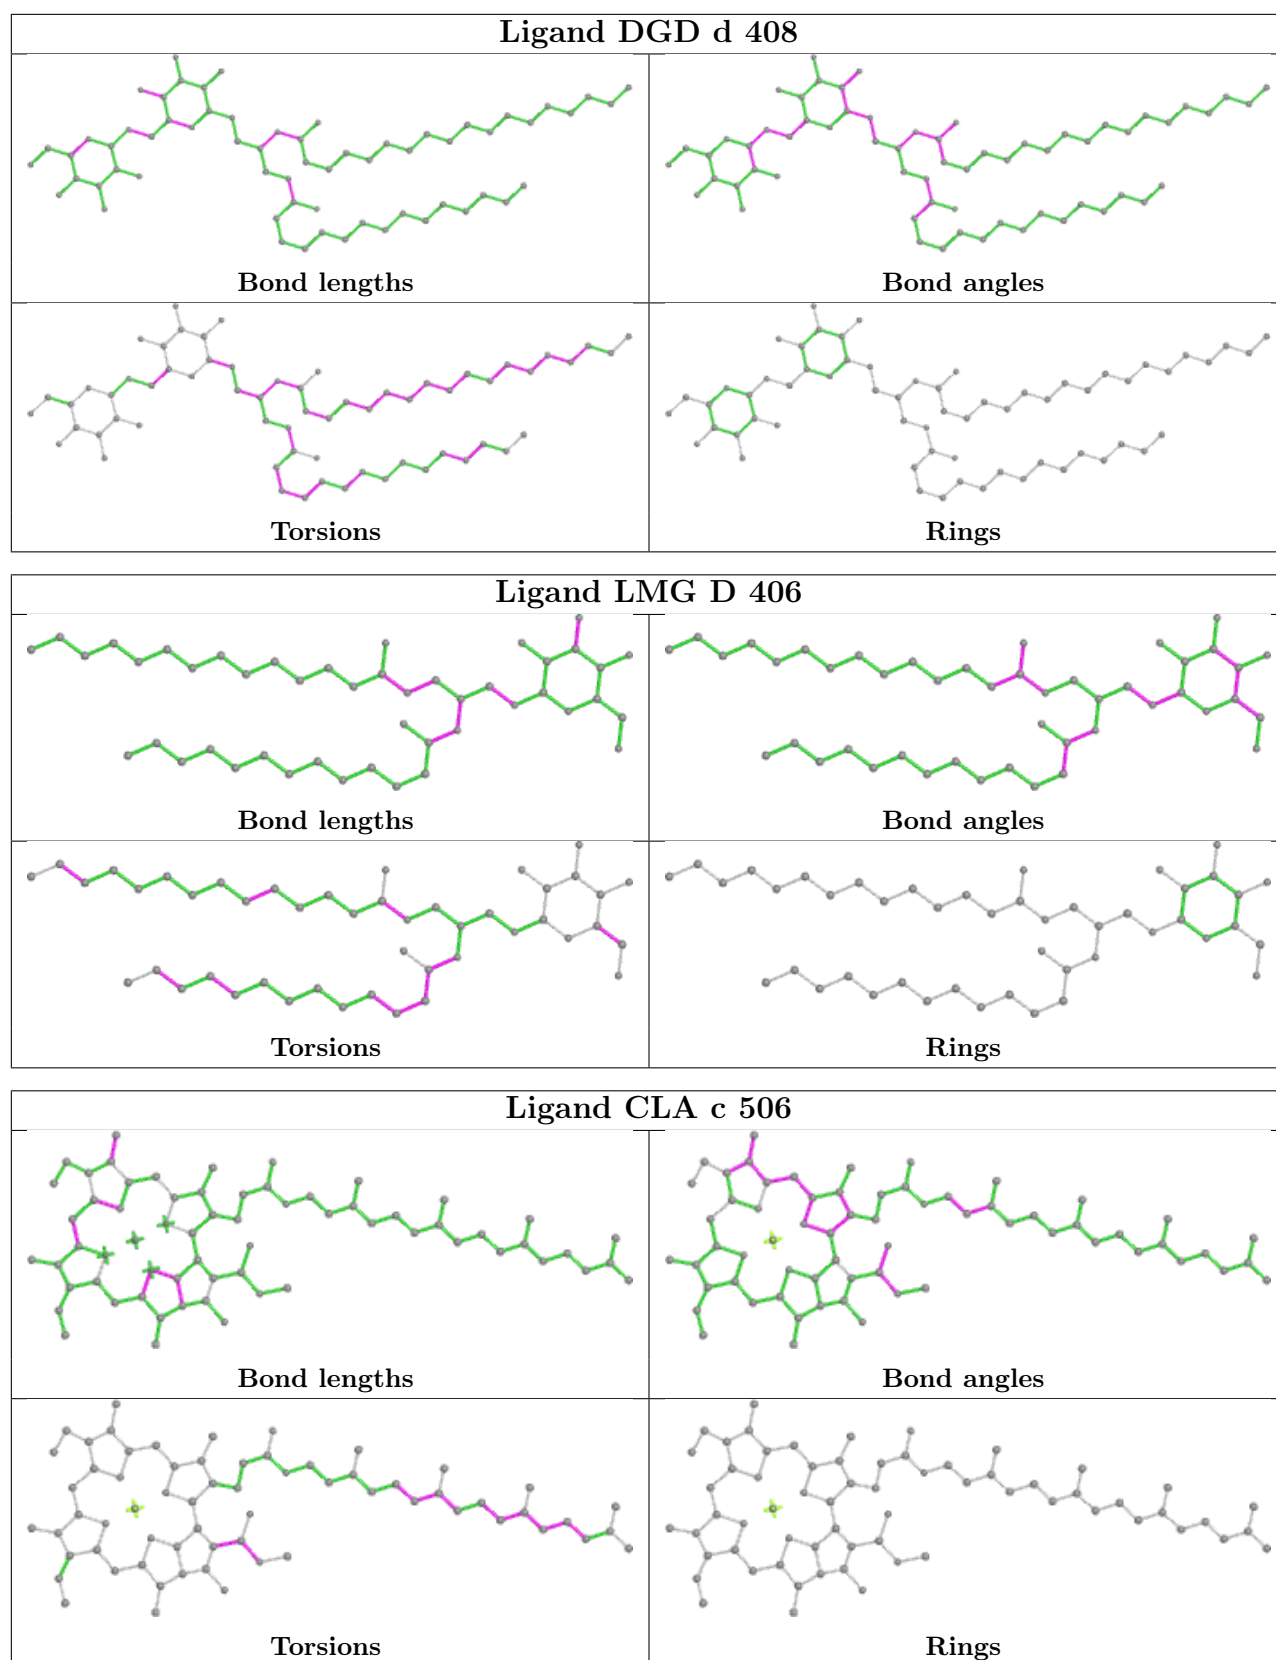 Ligand DGD d 408
Bond lengths
Bond angles
Torsions
Rings
Ligand LMG D 406
Bond lengths
Bond angles
Torsions
Rings
Ligand CLA c 506
Bond lengths
Bond angles
Torsions
Rings